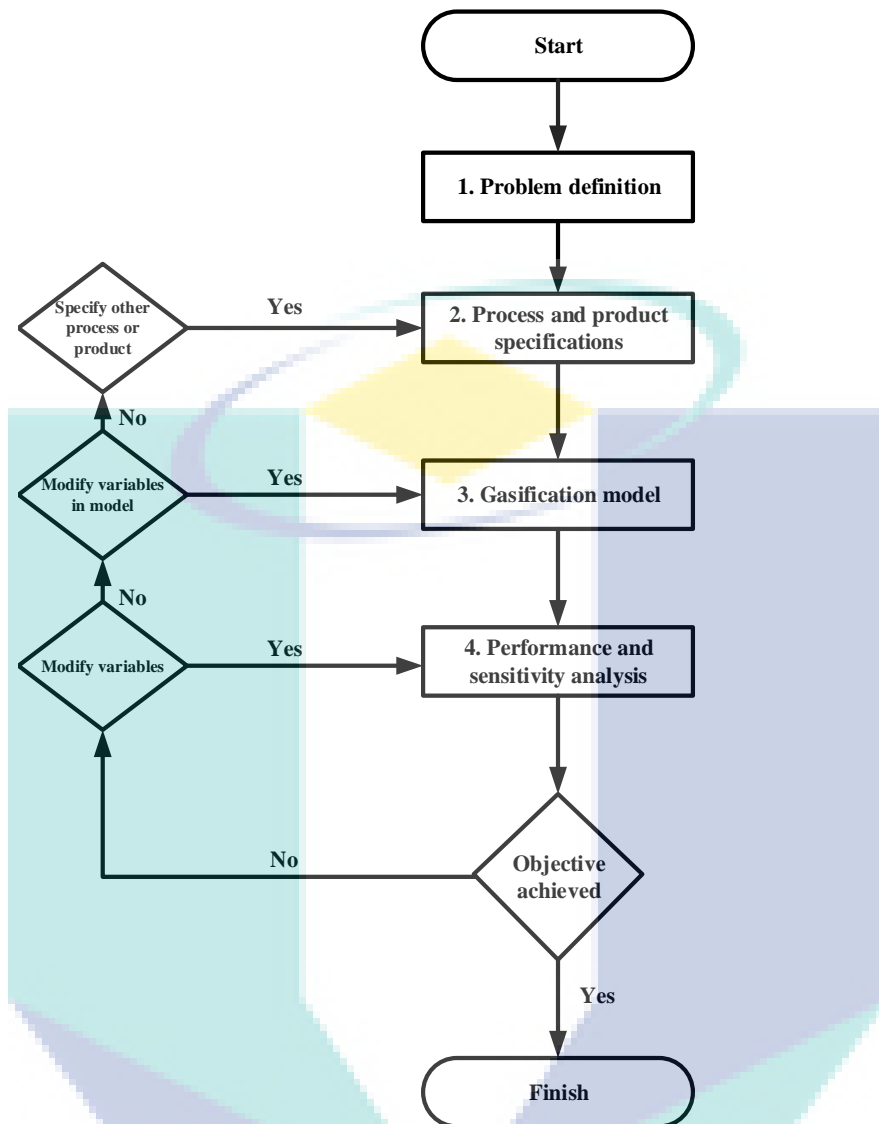 Start
1. Problem definition
Specify other
process or
product
Yes
2. Process and product
specifications
No
Modify variables
in model
Yes
3. Gasification model
No
Modify variables
Yes
4. Performance and
sensitivity analysis
No
Objective
achieved
Yes
Finish